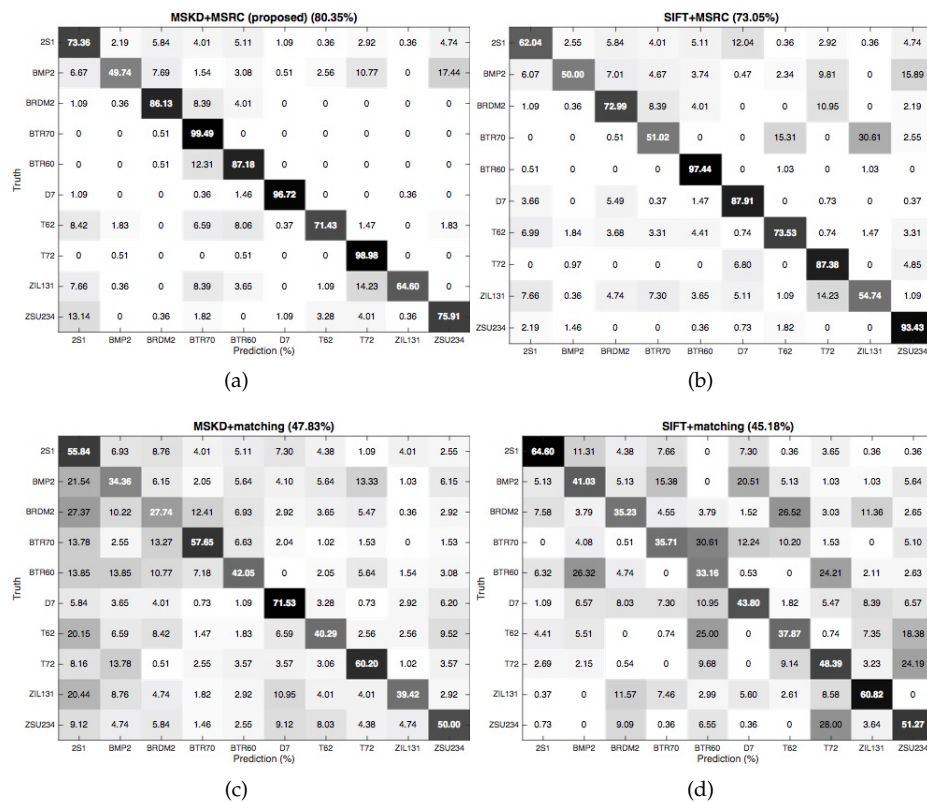 MSKD+MSRC (proposed) (80.35%)
2S1 73.36 2.19 5.84 4.01 5.11 1.09 0.36 2.92 0.36 4.74
BMP2 6.67 49.74 7.69 1.54 3.08 0.51 2.56 10.77 0 17.44
BRDM2 1.09 0.36 86.13 8.39 4.01 0 0 0 0 0
BTR70 0 0 0.51 99.49 0 0 0 0 0 0
BTR60 0 0 0.51 12.31 87.18 0 0 0 0 0
D7 1.09 0 0 0.36 1.46 96.72 0 0 0.36 0
T62 8.42 1.83 0 6.59 8.06 0.37 71.43 1.47 0 1.83
T72 0 0.51 0 0 0.51 0 0 98.98 0 0
ZIL131 7.66 0.36 0 8.39 3.65 0 1.09 14.23 64.60 0
ZSU234 13.14 0 0.36 1.82 0 1.09 3.28 4.01 0.36 75.91
2S1 BMP2 BRDM2 BTR70 BTR60 D7 T62 T72 ZIL131 ZSU234
Prediction (%)
Truth
(a)
SIFT+MSRC (73.05%)
2S1 62.04 2.55 5.84 4.01 5.11 12.04 0.36 2.92 0.36 4.74
BMP2 6.07 50.00 7.01 4.67 3.74 0.47 2.34 9.81 0 15.89
BRDM2 1.09 0.36 72.99 8.39 4.01 0 0 10.95 0 2.19
BTR70 0 0 0.51 51.02 0 0 15.31 0 30.61 2.55
BTR60 0.51 0 0 0 97.44 0 1.03 0 1.03 0
D7 3.66 0 5.49 0.37 1.47 87.91 0 0.73 0 0.37
T62 6.99 1.84 3.68 3.31 4.41 0.74 73.53 0.74 1.47 3.31
T72 0 0.97 0 0 0 6.80 0 87.38 0 4.85
ZIL131 7.66 0.36 4.74 7.30 3.65 5.11 1.09 14.23 54.74 1.09
ZSU234 2.19 1.46 0 0 0.36 0.73 1.82 0 0 93.43
2S1 BMP2 BRDM2 BTR70 BTR60 D7 T62 T72 ZIL131 ZSU234
Prediction (%)
Truth
(b)
MSKD+matching (47.83%)
2S1 55.84 6.93 8.76 4.01 5.11 7.30 4.38 1.09 4.01 2.55
BMP2 21.54 34.36 6.15 2.05 5.64 4.10 5.64 13.33 1.03 6.15
BRDM2 27.37 10.22 27.74 12.41 6.93 2.92 3.65 5.47 0.36 2.92
BTR70 13.78 2.55 13.27 57.65 6.63 2.04 1.02 1.53 0 1.53
BTR60 13.85 13.85 10.77 7.18 42.05 0 2.05 5.64 1.54 3.08
D7 5.84 3.65 4.01 0.73 1.09 71.53 3.28 0.73 2.92 6.20
T62 20.15 6.59 8.42 1.47 1.83 6.59 40.29 2.56 2.56 9.52
T72 8.16 13.78 0.51 2.55 3.57 3.57 3.06 60.20 1.02 3.57
ZIL131 20.44 8.76 4.74 1.82 2.92 10.95 4.01 4.01 39.42 2.92
ZSU234 9.12 4.74 5.84 1.46 2.55 9.12 8.03 4.38 4.74 50.00
2S1 BMP2 BRDM2 BTR70 BTR60 D7 T62 T72 ZIL131 ZSU234
Prediction (%)
Truth
(c)
SIFT+matching (45.18%)
2S1 64.60 11.31 4.38 7.66 0 7.30 0.36 3.65 0.36 0.36
BMP2 5.13 41.03 5.13 15.38 0 20.51 5.13 1.03 1.03 5.64
BRDM2 7.58 3.79 35.23 4.55 3.79 1.52 26.52 3.03 11.36 2.65
BTR70 0 4.08 0.51 35.71 30.61 12.24 10.20 1.53 0 5.10
BTR60 6.32 26.32 4.74 0 33.16 0.53 0 24.21 2.11 2.63
D7 1.09 6.57 8.03 7.30 10.95 43.80 1.82 5.47 8.39 6.57
T62 4.41 5.51 0 0.74 25.00 0 37.87 0.74 7.35 18.38
T72 2.69 2.15 0.54 0 9.68 0 9.14 48.39 3.23 24.19
ZIL131 0.37 0 11.57 7.46 2.99 5.60 2.61 8.58 60.82 0
ZSU234 0.73 0 9.09 0.36 6.55 0.36 0 28.00 3.64 51.27
2S1 BMP2 BRDM2 BTR70 BTR60 D7 T62 T72 ZIL131 ZSU234
Prediction (%)
Truth
(d)